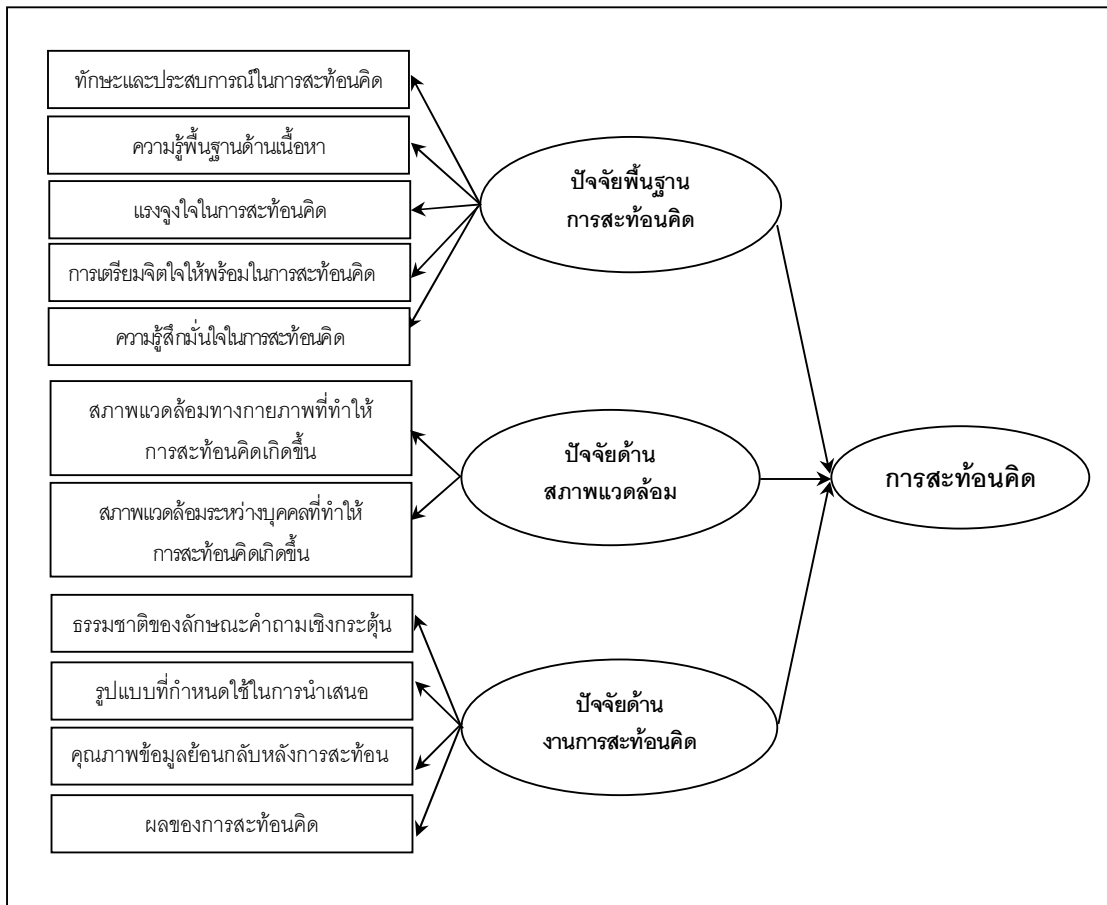 ทักษะและประสบการณ์ในการสะท้อนคิด
ความรู้พื้นฐานด้านเนื้อหา
แรงจูงใจในการสะท้อนคิด
การเตรียมจิตใจให้พร้อมในการสะท้อนคิด
ความรู้สึกมั่นใจในการสะท้อนคิด
ปัจจัยพื้นฐาน
การสะท้อนคิด
สภาพแวดล้อมทางกายภาพที่ทำให้
การสะท้อนคิดเกิดขึ้น
สภาพแวดล้อมระหว่างบุคคลที่ทำให้
การสะท้อนคิดเกิดขึ้น
ปัจจัยด้าน
สภาพแวดล้อม
การสะท้อนคิด
ธรรมชาติของลักษณะคำถามเชิงกระตุ้น
รูปแบบที่กำหนดใช้ในการนำเสนอ
คุณภาพข้อมูลย้อนกลับหลังการสะท้อน
ผลของการสะท้อนคิด
ปัจจัยด้าน
งานการสะท้อนคิด